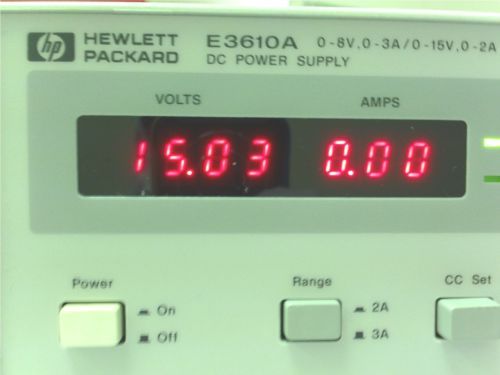 hp HEWLETT PACKARD E3610A 0-8V,0-3A/0-15V,0-2A
DC POWER SUPPLY
VOLTS AMPS
15.03 0.00
Power Range CC Set
On 2A
Off 3A